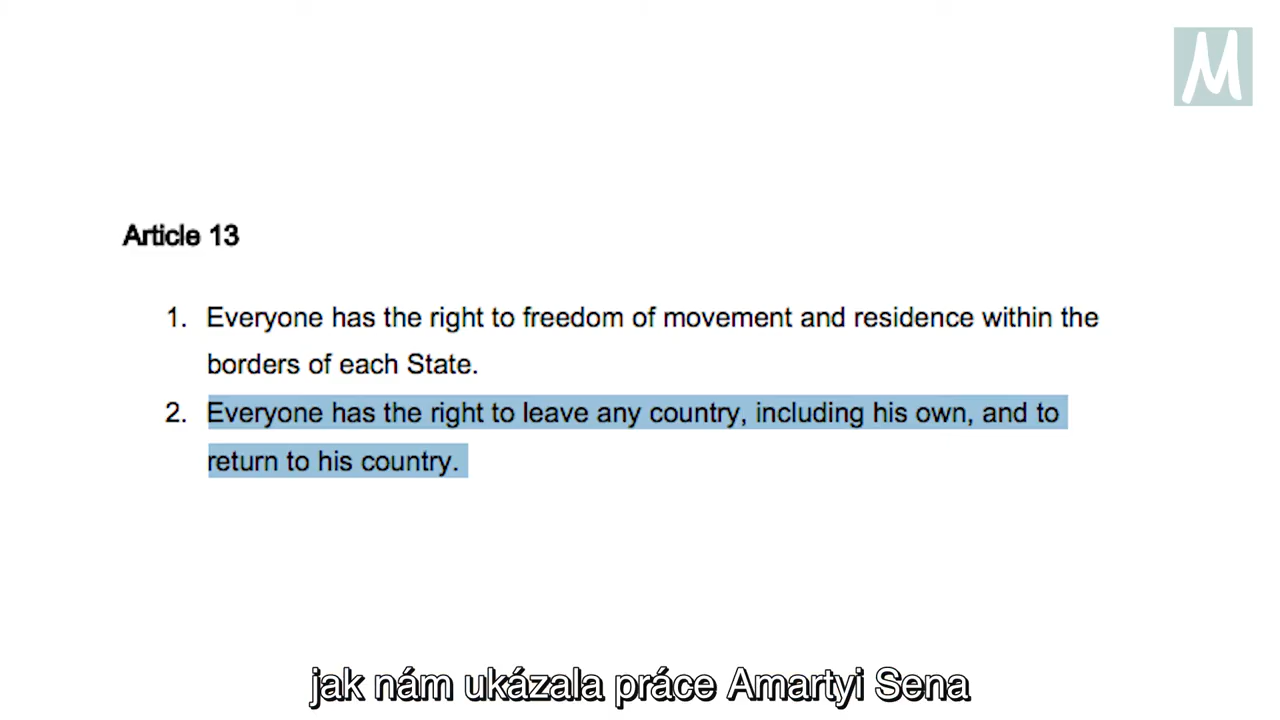 M
Article 13
1. Everyone has the right to freedom of movement and residence within the
borders of each State.
2. Everyone has the right to leave any country, including his own, and to
return to his country.
jak nám ukázala práce Amartyi Sena